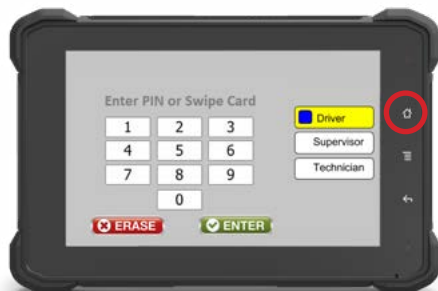 Enter PIN or Swipe Card
1 2 3
4 5 6
7 8 9
0
ERASE ENTER
Driver
Supervisor
Technician